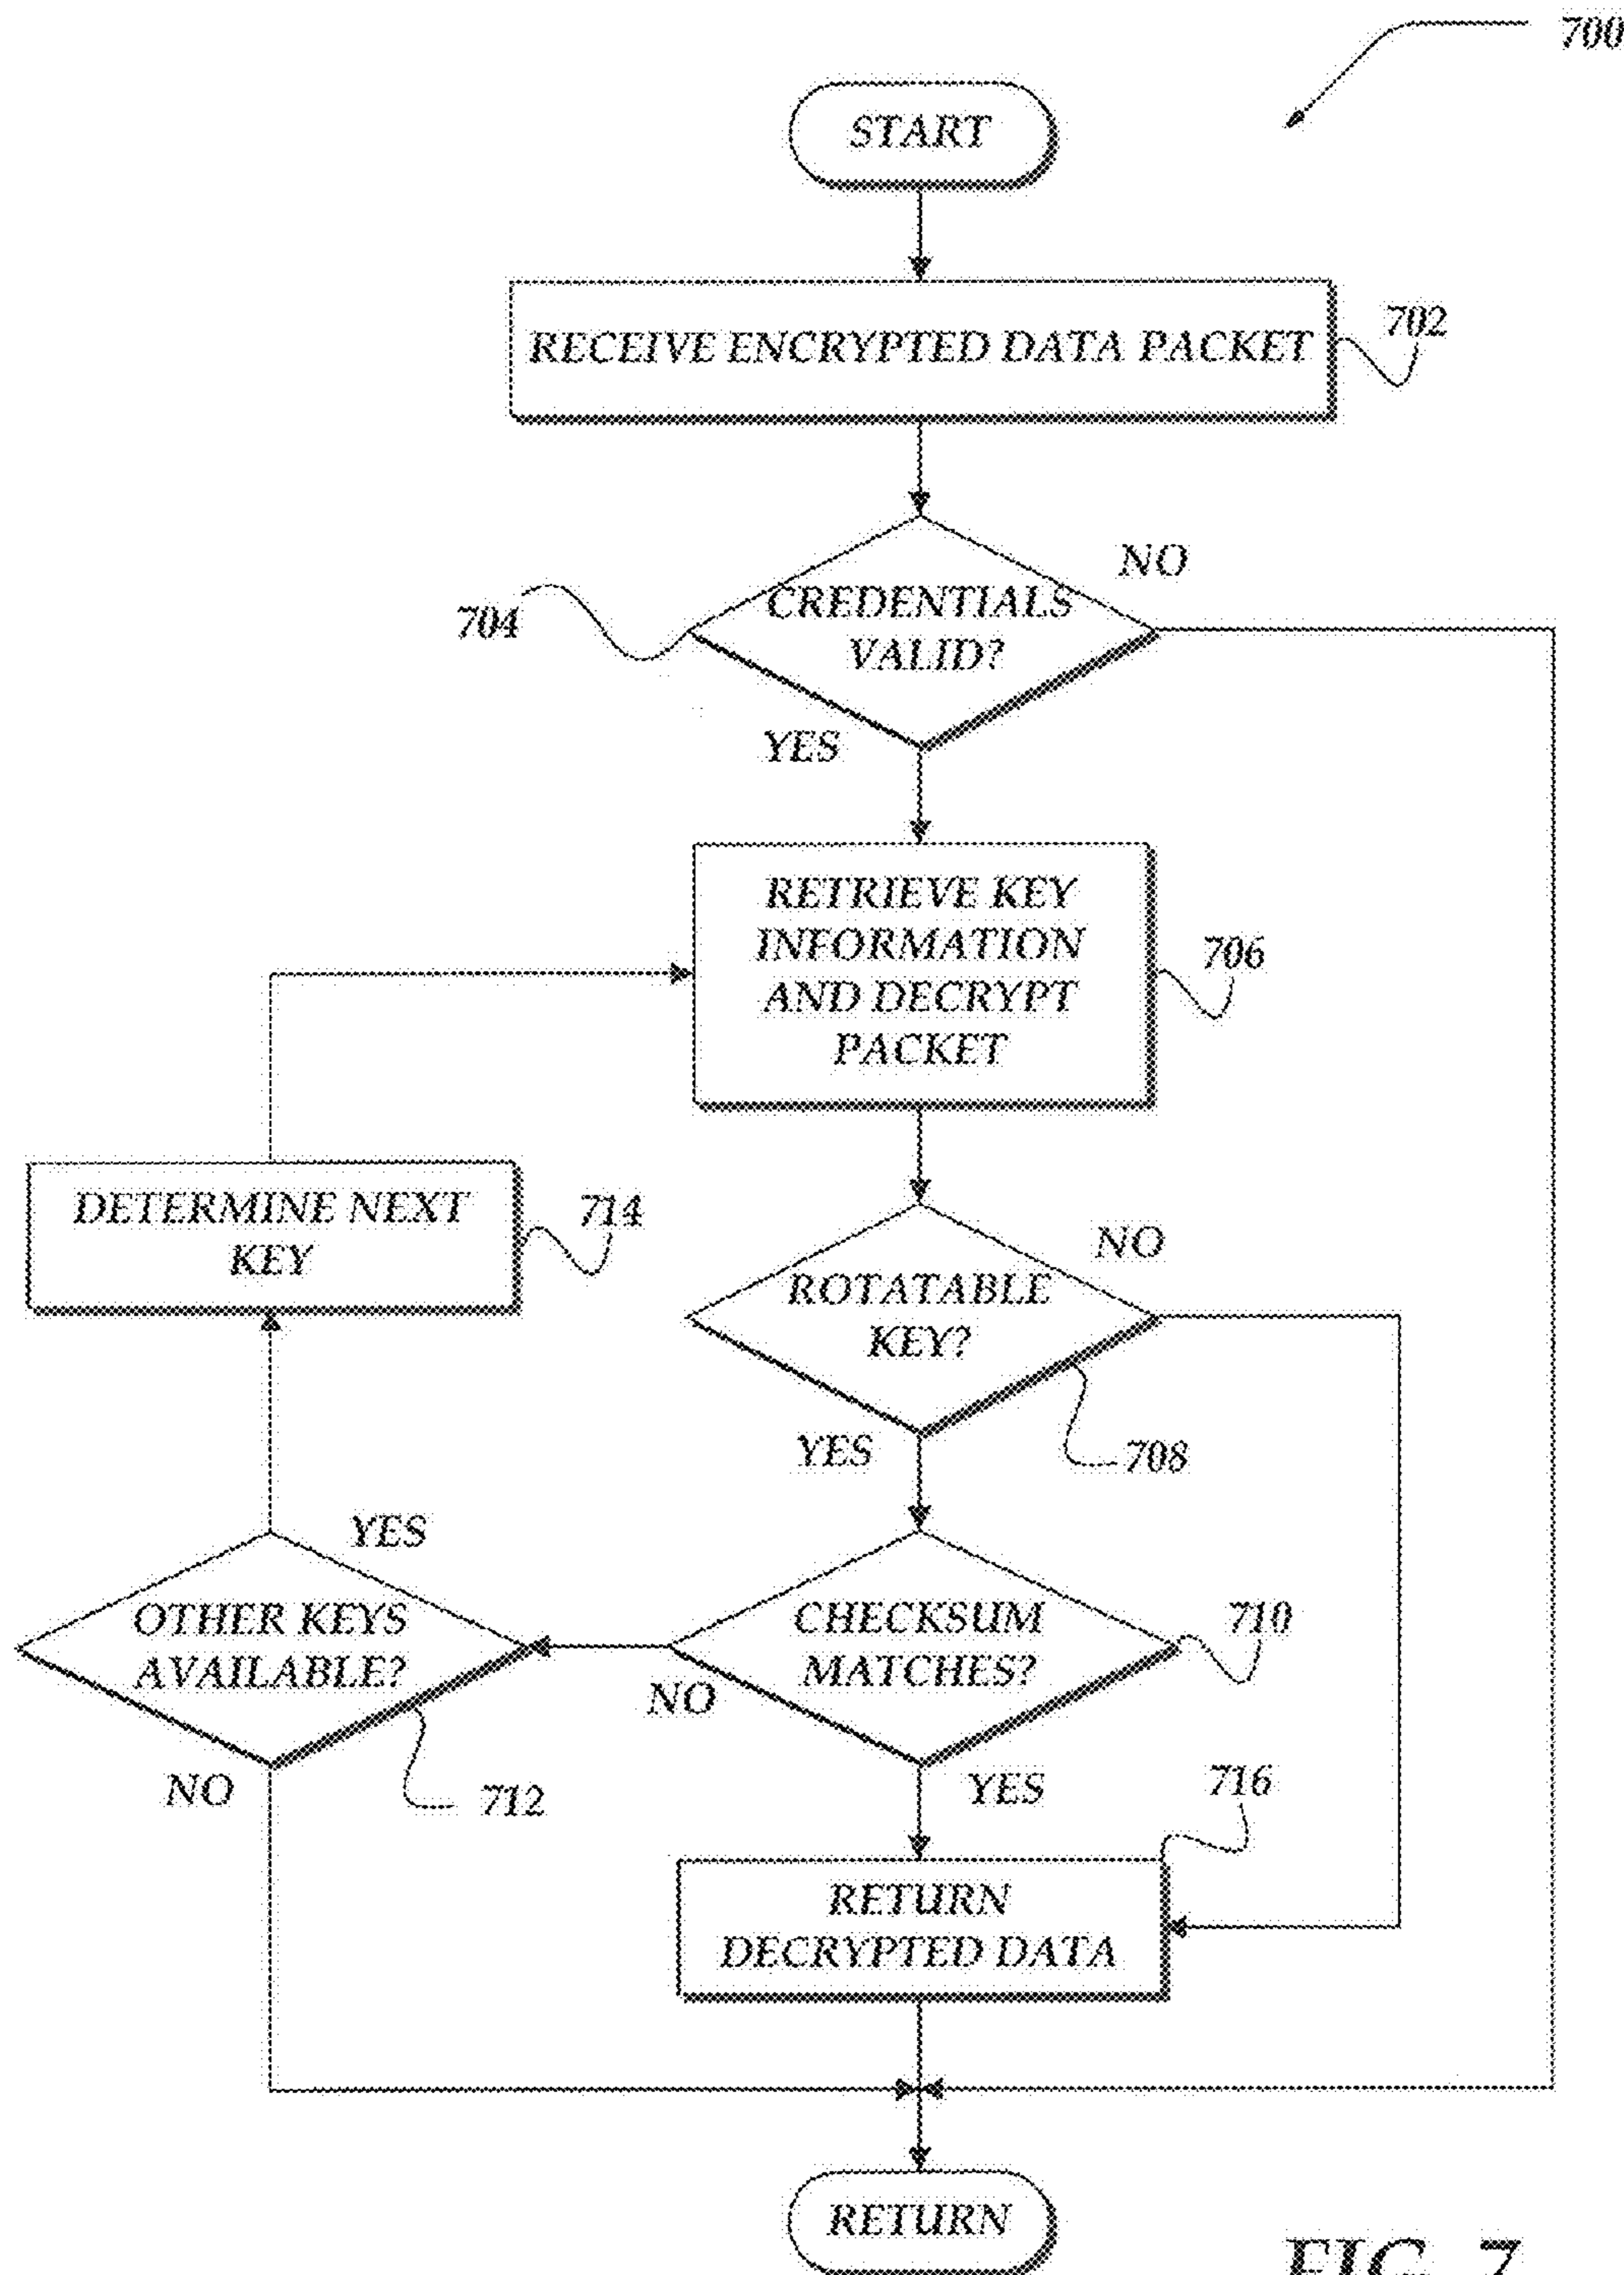 700
START
RECEIVE ENCRYPTED DATA PACKET
702
NO
704
CREDENTIALS
VALID?
YES
RETRIEVE KEY
INFORMATION
AND DECRYPT
PACKET
706
DETERMINE NEXT
KEY
714
NO
ROTATABLE
KEY?
YES
708
YES
OTHER KEYS
AVAILABLE?
CHECKSUM
MATCHES?
710
NO
NO
712
YES
716
RETURN
DECRYPTED DATA
RETURN
FIG. 7